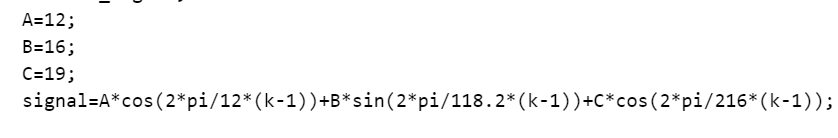 A=12;
B=16;
C=19;
signal=A*cos(2*pi/12*(k-1))+B*sin(2*pi/118.2*(k-1))+C*cos(2*pi/216*(k-1));